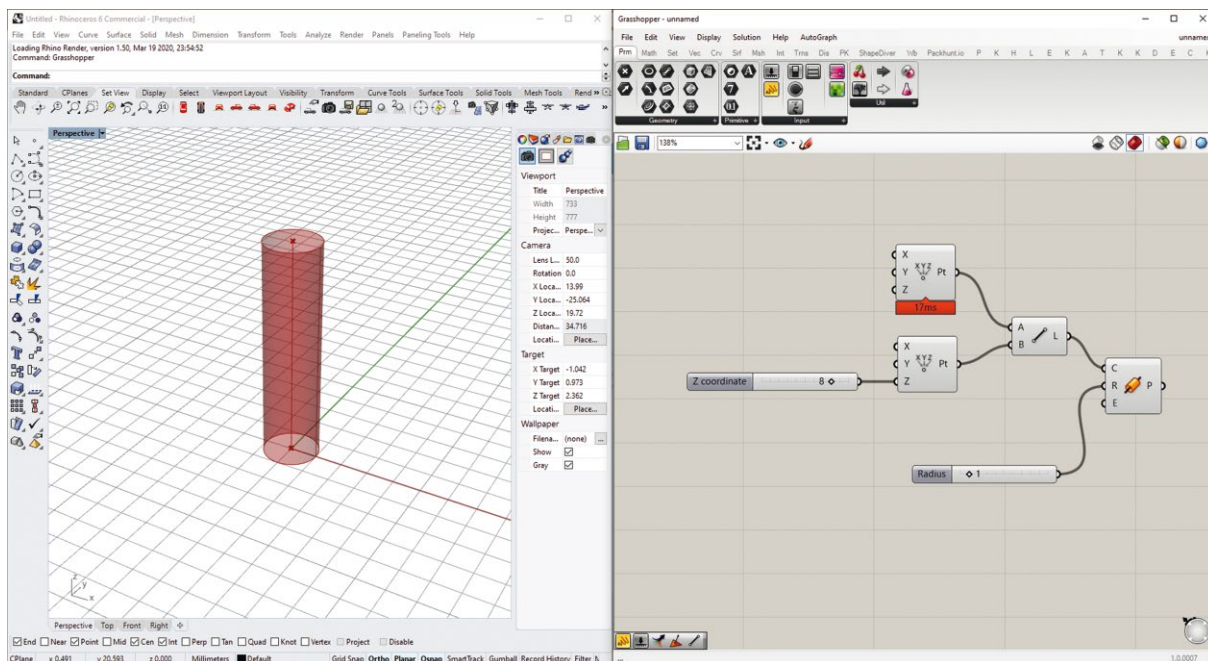 Untitled - Rhinoceros 6 Commercial - [Perspective]
File Edit View Curve Surface Solid Mesh Dimension Transform Tools Analyze Render Panels Paneling Tools Help
Loading Rhino Render, version 1.50, Mar 19 2020, 23:54:52
Command: Grasshopper
Command:
Standard CPlanes Set View Display Select Viewport Layout Visibility Transform Curve Tools Surface Tools Solid Tools Mesh Tools Rend »
Perspective
Viewport
Title Perspective
Width 733
Height 777
Projec... Perspe...
Camera
Lens L... 50.0
Rotation 0.0
X Loca... 13.99
Y Loca... -25.064
Z Loca... 19.72
Distan... 34.716
Locati... Place...
Target
X Target -1.042
Y Target 0.973
Z Target 2.362
Locati... Place...
Wallpaper
Filena... (none) ...
Show
Gray
z
y
x
Perspective Top Front Right
End Near Point Mid Cen Int Perp Tan Quad Knot Vertex Project Disable
CPlane x 0.491 y 20.593 z 0.000 Millimeters Default Grid Snap Ortho Planar Osnap SmartTrack Gumball Record History Filter
Grasshopper - unnamed
File Edit View Display Solution Help AutoGraph unname
Prm Math Set Vec Crv Srf Msh Int Trns Dis PK ShapeDiver Wb Packhunt.io P K H L E K A T K K D E C K
Geometry Primitive Input Util
138%
X
Y
Z
XYZ
Pt
17ms
X
Y
Z
XYZ
Pt
A
B
L
Z coordinate 8
C
R
E
P
Radius 1
...
1.0.0007